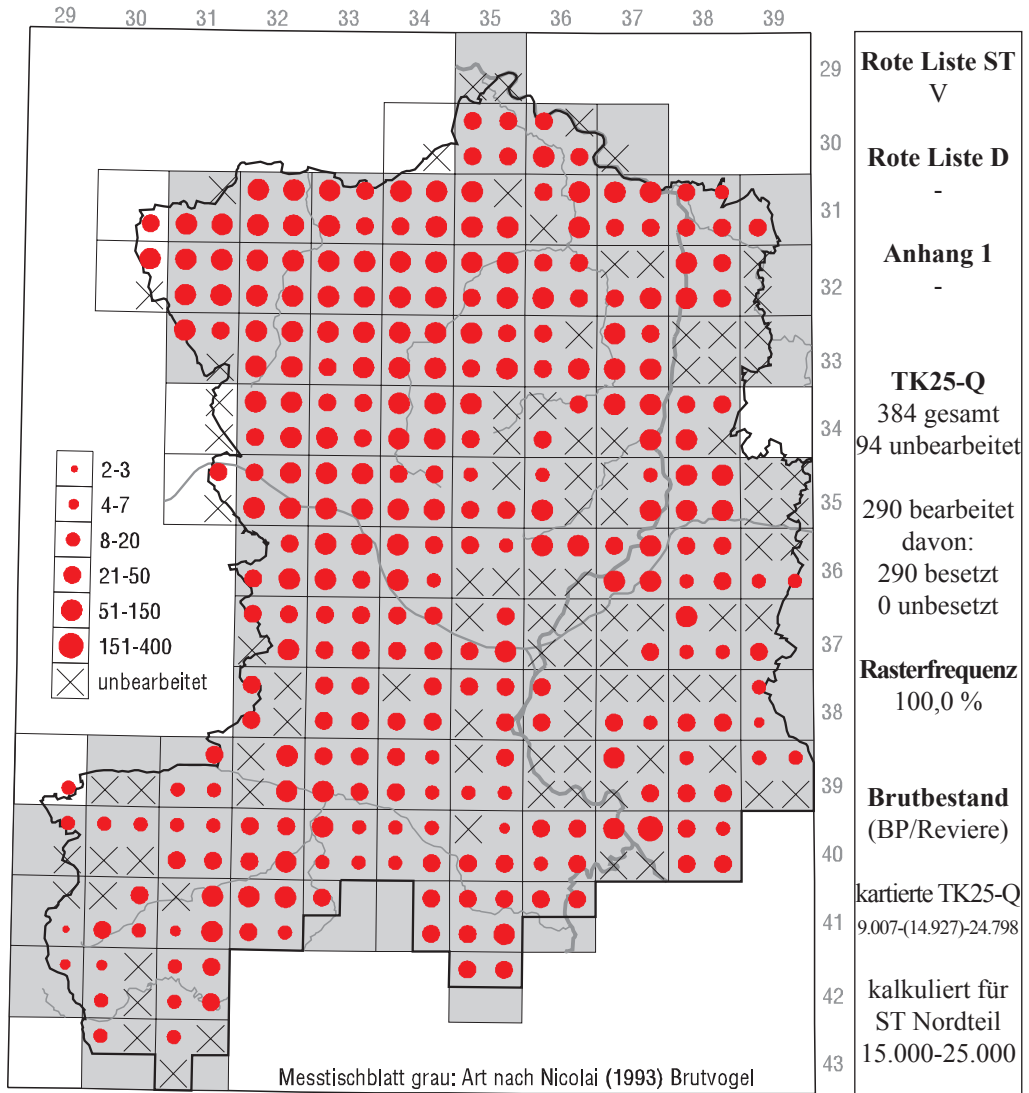 29 30 31 32 33 34 35 36 37 38 39
29
30
31
32
33
34
35
36
37
38
39
40
41
42
43
2-3
4-7
8-20
21-50
51-150
151-400
unbearbeitet
Messtischblatt grau: Art nach Nicolai (1993) Brutvogel
Rote Liste ST
V
Rote Liste D
-
Anhang 1
-
TK25-Q
384 gesamt
94 unbearbeitet
290 bearbeitet
davon:
290 besetzt
0 unbesetzt
Rasterfrequenz
100,0 %
Brutbestand
(BP/Reviere)
kartierte TK25-Q
9.007-(14.927)-24.798
kalkuliert für
ST Nordteil
15.000-25.000